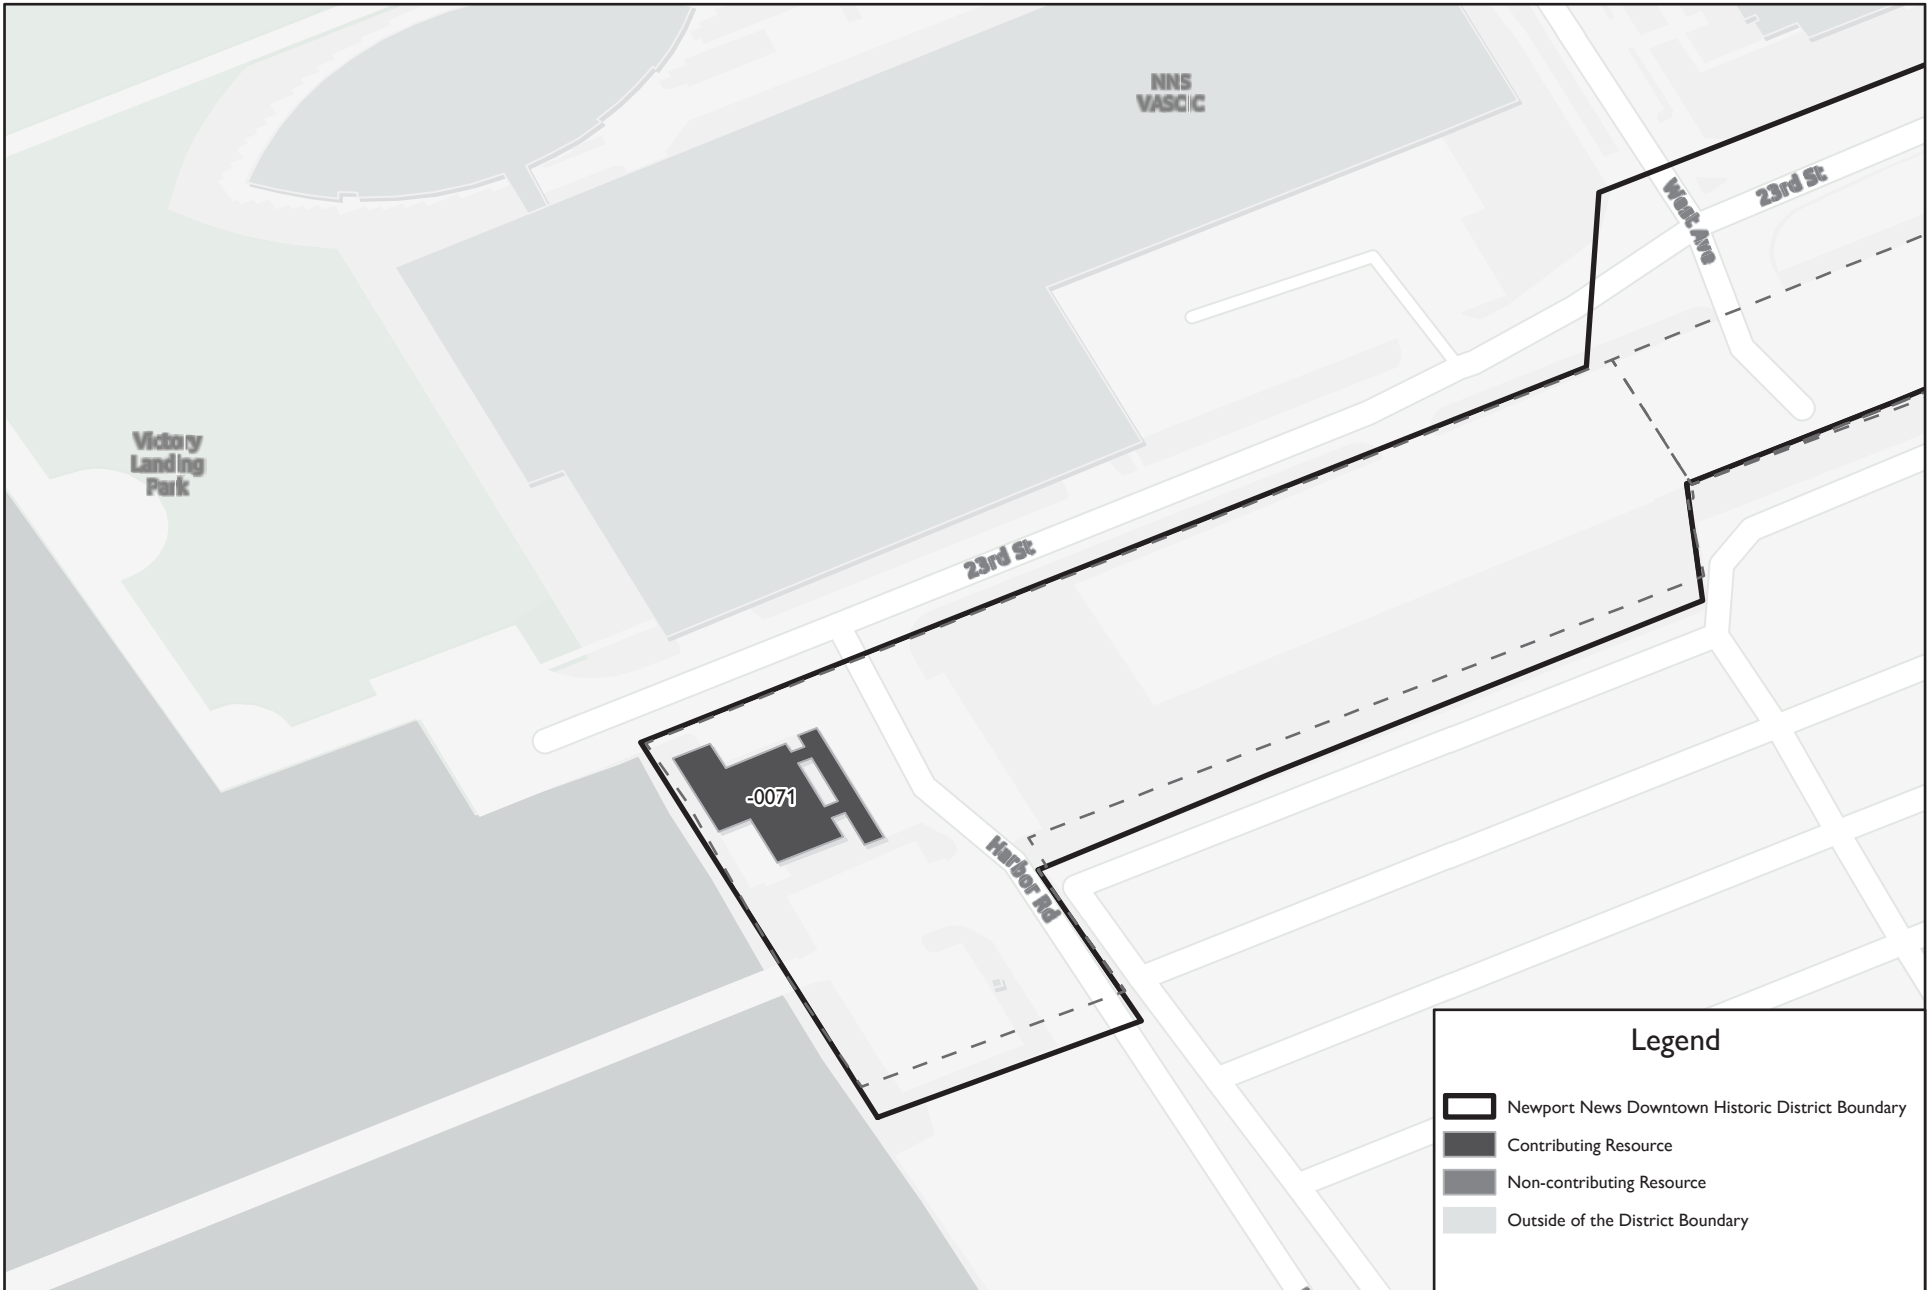 NNS
VASCIC
23rd St
West Ave
Victory
Landing
Park
23rd St
-0071
Harbor Rd
Legend
Newport News Downtown Historic District Boundary
Contributing Resource
Non-contributing Resource
Outside of the District Boundary